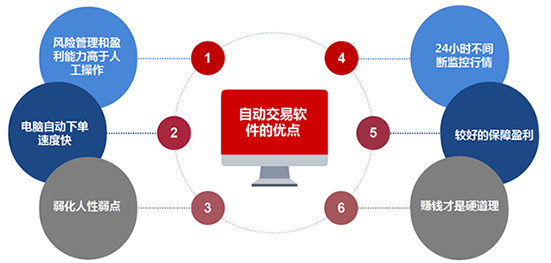 风险管理和盈
利能力高于人
工操作
1
电脑自动下单
速度快
2
弱化人性弱点
3
自动交易软
件的优点
4
24小时不间
断监控行情
5
较好的保障盈利
6
赚钱才是硬道理